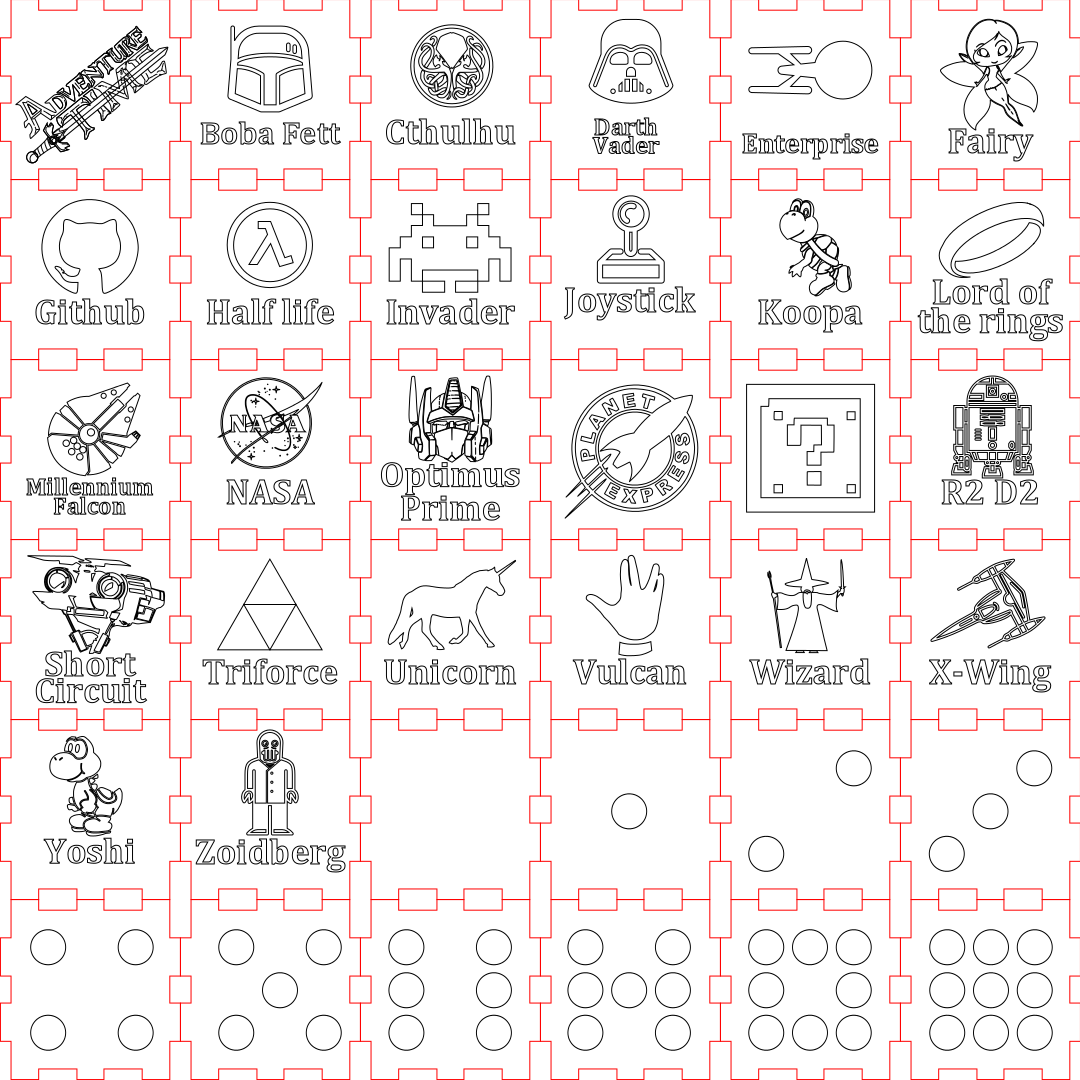 ADVENTURE
TIME
Boba Fett
Cthulhu
Darth
Vader
Enterprise
Fairy
Github
Half life
λ
Invader
Joystick
Koopa
Lord of
the rings
Millennium
Falcon
NASA
NASA
Optimus
Prime
PLANET
EXPRESS
?
R2 D2
Short
Circuit
Triforce
Unicorn
Vulcan
Wizard
X-Wing
Yoshi
Zoidberg